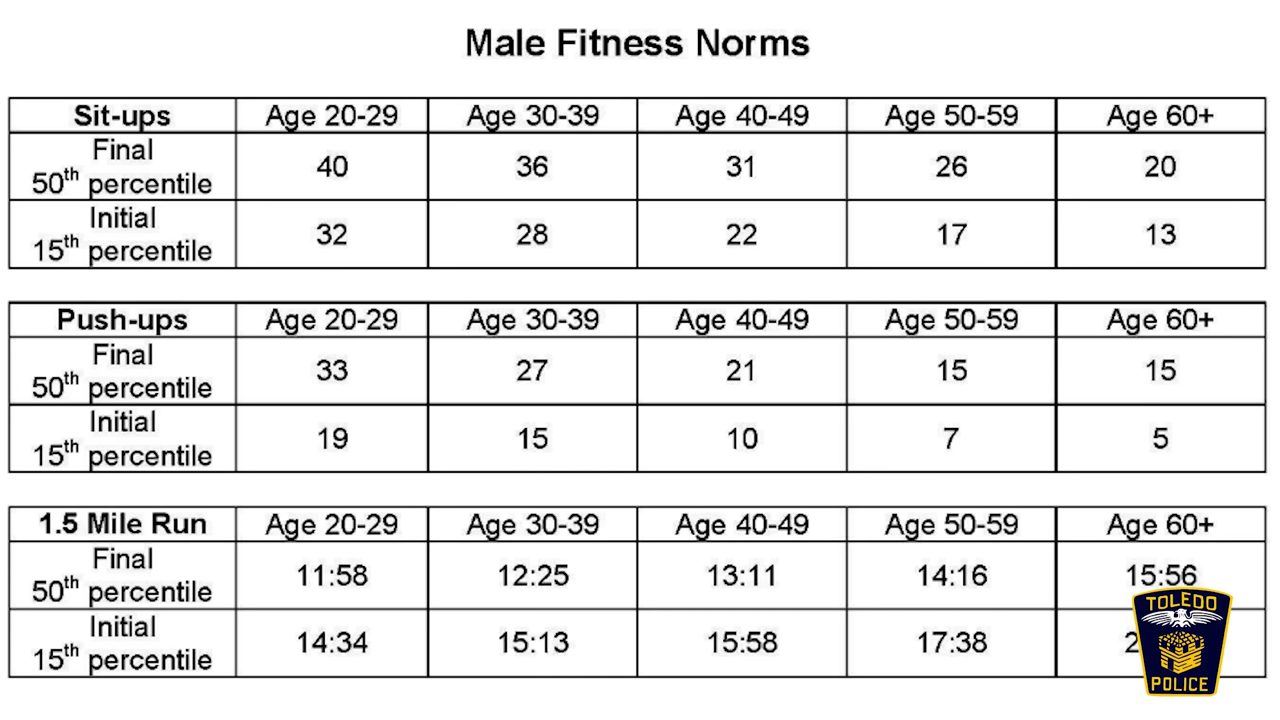 Male Fitness Norms
Sit-ups Age 20-29 Age 30-39 Age 40-49 Age 50-59 Age 60+
Final
50th percentile 40 36 31 26 20
Initial
15th percentile 32 28 22 17 13
Push-ups Age 20-29 Age 30-39 Age 40-49 Age 50-59 Age 60+
Final
50th percentile 33 27 21 15 15
Initial
15th percentile 19 15 10 7 5
1.5 Mile Run Age 20-29 Age 30-39 Age 40-49 Age 50-59 Age 60+
Final
50th percentile 11:58 12:25 13:11 14:16 15:56
Initial
15th percentile 14:34 15:13 15:58 17:38
TOLEDO
POLICE